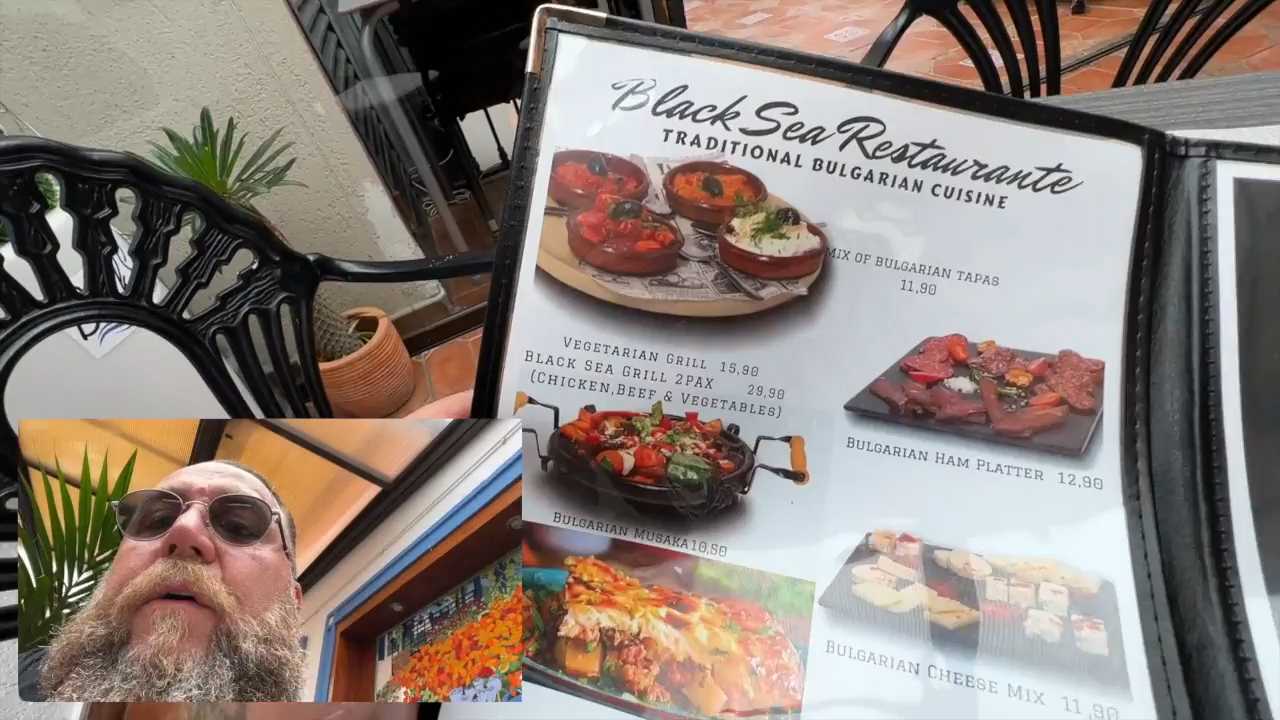 Black Sea Restaurante
TRADITIONAL BULGARIAN CUISINE
MIX OF BULGARIAN TAPAS
11,90
VEGETARIAN GRILL 15,90
BLACK SEA GRILL 2PAX 29,90
(CHICKEN,BEEF & VEGETABLES)
BULGARIAN HAM PLATTER 12,90
BULGARIAN MUSAKA10,50
BULGARIAN CHEESE MIX 11,90